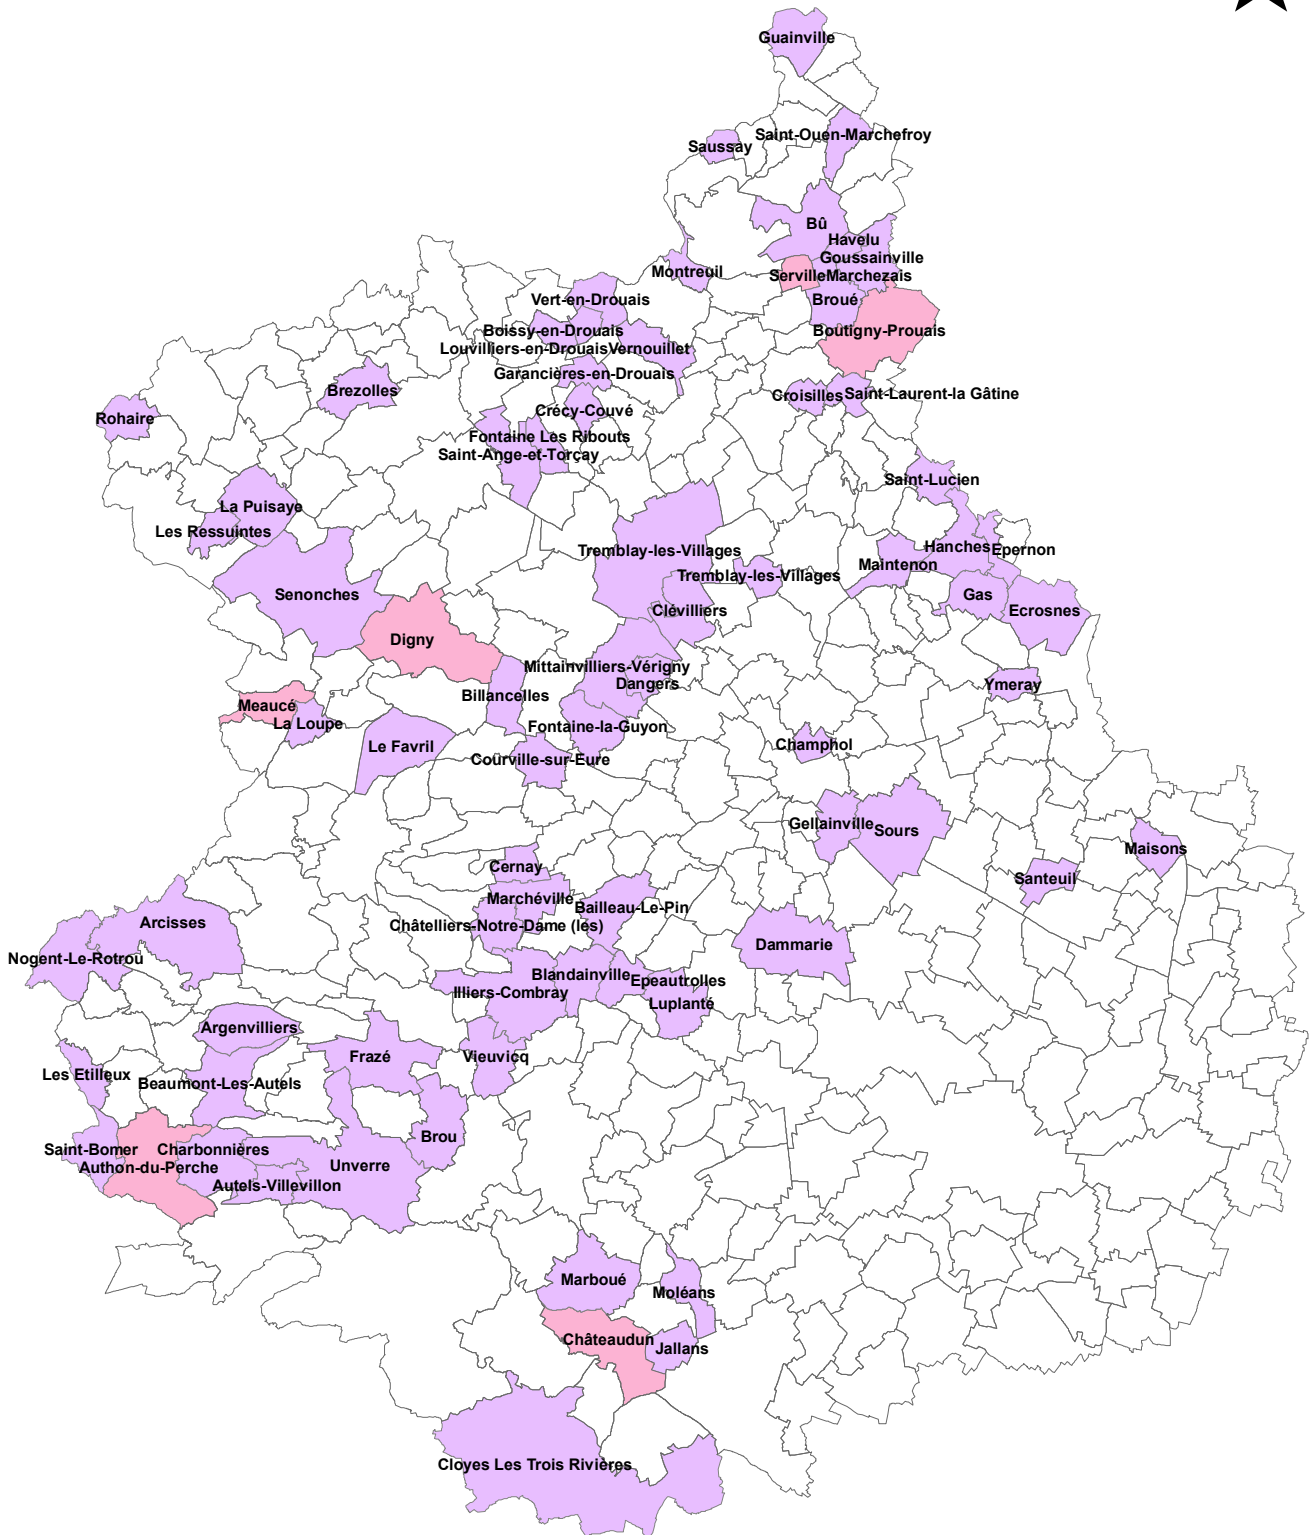 Guainville
Saint-Ouen-Marchefroy
Saussay
Bû
Havelu
Goussainville
Montreuil
Serville
Marchezais
Vert-en-Drouais
Broué
Boissy-en-Drouais
Boutigny-Prouais
Louvilliers-en-Drouais
Vernouillet
Garancières-en-Drouais
Brezolles
Croisilles
Saint-Laurent-la Gâtine
Rohaire
Crécy-Couvé
Fontaine Les Ribouts
Saint-Ange-et-Torçay
Saint-Lucien
La Puisaye
Les Ressuintes
Tremblay-les-Villages
Hanches
Epernon
Maintenon
Tremblay-les-Villages
Senonches
Gas
Clévilliers
Ecrosnes
Digny
Mittainvilliers-Vérigny
Dangers
Ymeray
Billancelles
Meaucé
La Loupe
Fontaine-la-Guyon
Le Favril
Champhol
Courville-sur-Eure
Gellainville
Sours
Maisons
Cernay
Santeuil
Marchéville
Bailleau-Le-Pin
Arcisses
Châtelliers-Notre-Dame (les)
Dammarie
Nogent-Le-Rotrou
Blandainville
Epeautrolles
Illiers-Combray
Luplanté
Argenvilliers
Frazé
Vieuvicq
Les Etilleux
Beaumont-Les-Autels
Brou
Saint-Bomer
Charbonnières
Authon-du-Perche
Unverre
Autels-Villevillon
Marboué
Moléans
Châteaudun
Jallans
Cloyes Les Trois Rivières